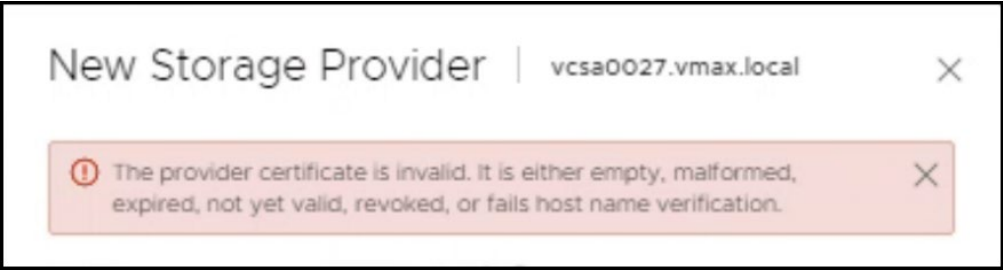 New Storage Provider | vcsa0027.vmax.local
The provider certificate is invalid. It is either empty, malformed,
expired, not yet valid, revoked, or fails host name verification.